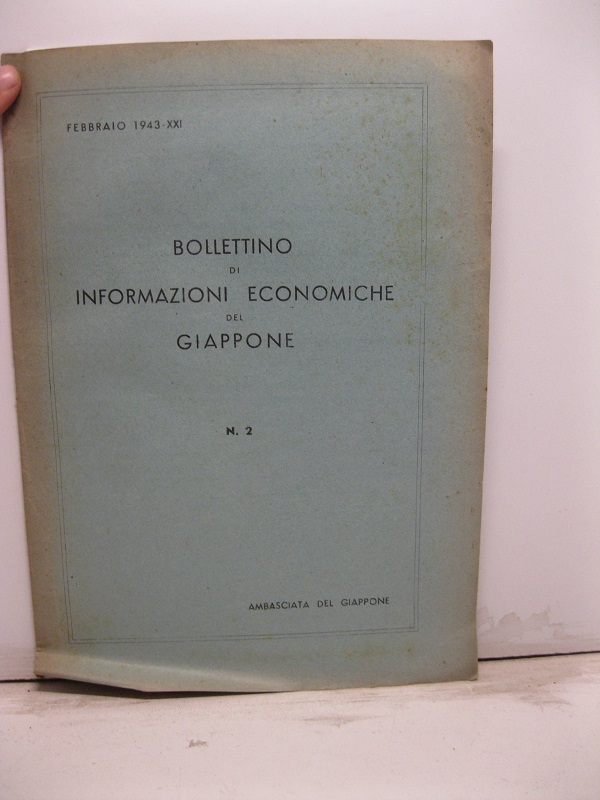 FEBBRAIO 1943-XXI
BOLLETTINO
DI
INFORMAZIONI ECONOMICHE
DEL
GIAPPONE
N. 2
AMBASCIATA DEL GIAPPONE